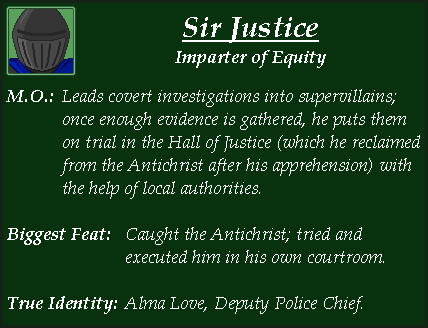 Sir Justice
Imparter of Equity
M.O.: Leads covert investigations into supervillains;
once enough evidence is gathered, he puts them
on trial in the Hall of Justice (which he reclaimed
from the Antichrist after his apprehension) with
the help of local authorities.
Biggest Feat: Caught the Antichrist; tried and
executed him in his own courtroom.
True Identity: Alma Love, Deputy Police Chief.